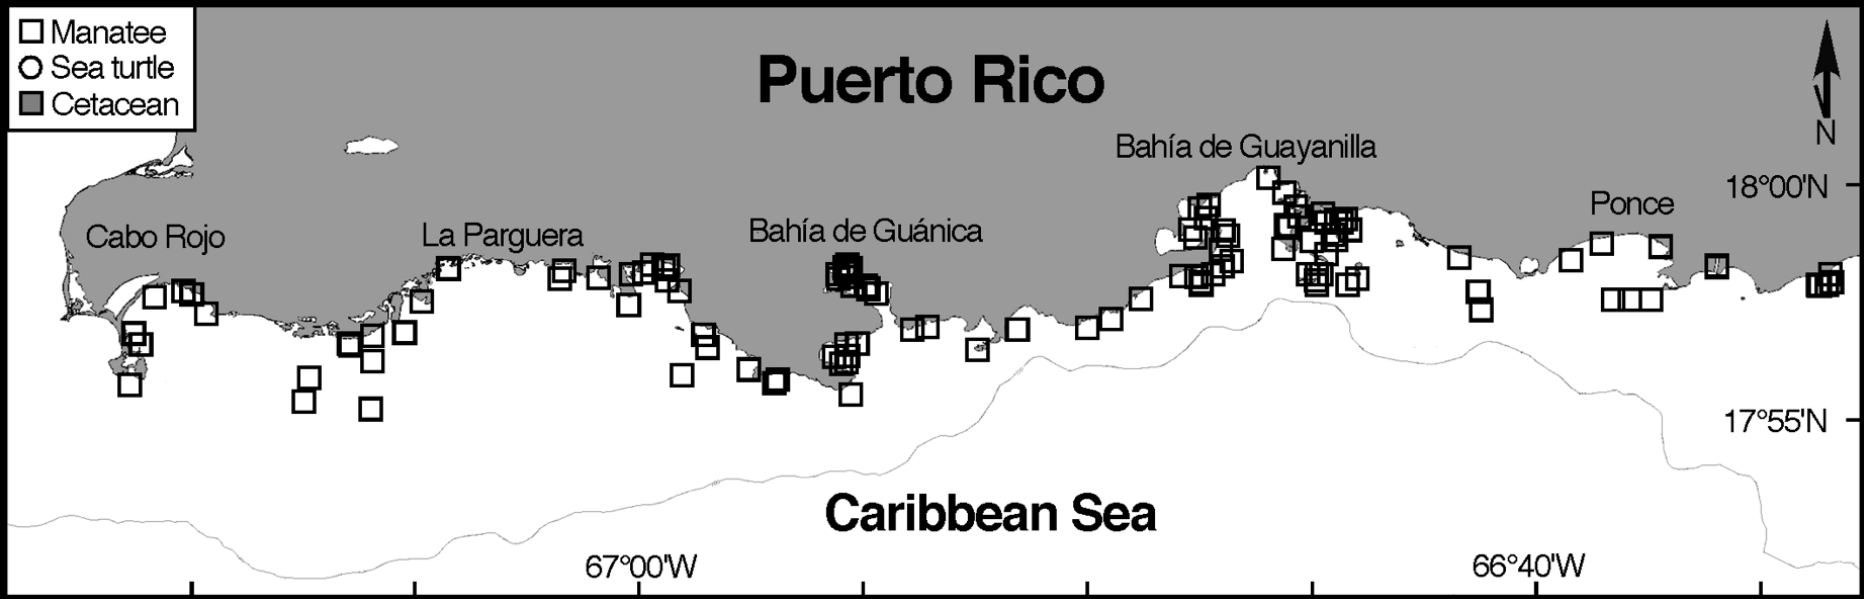 Manatee
Sea turtle
Cetacean
Puerto Rico
N
Bahía de Guayanilla
18°00'N
Ponce
Cabo Rojo
La Parguera
Bahía de Guánica
17°55'N
Caribbean Sea
67°00'W
66°40'W